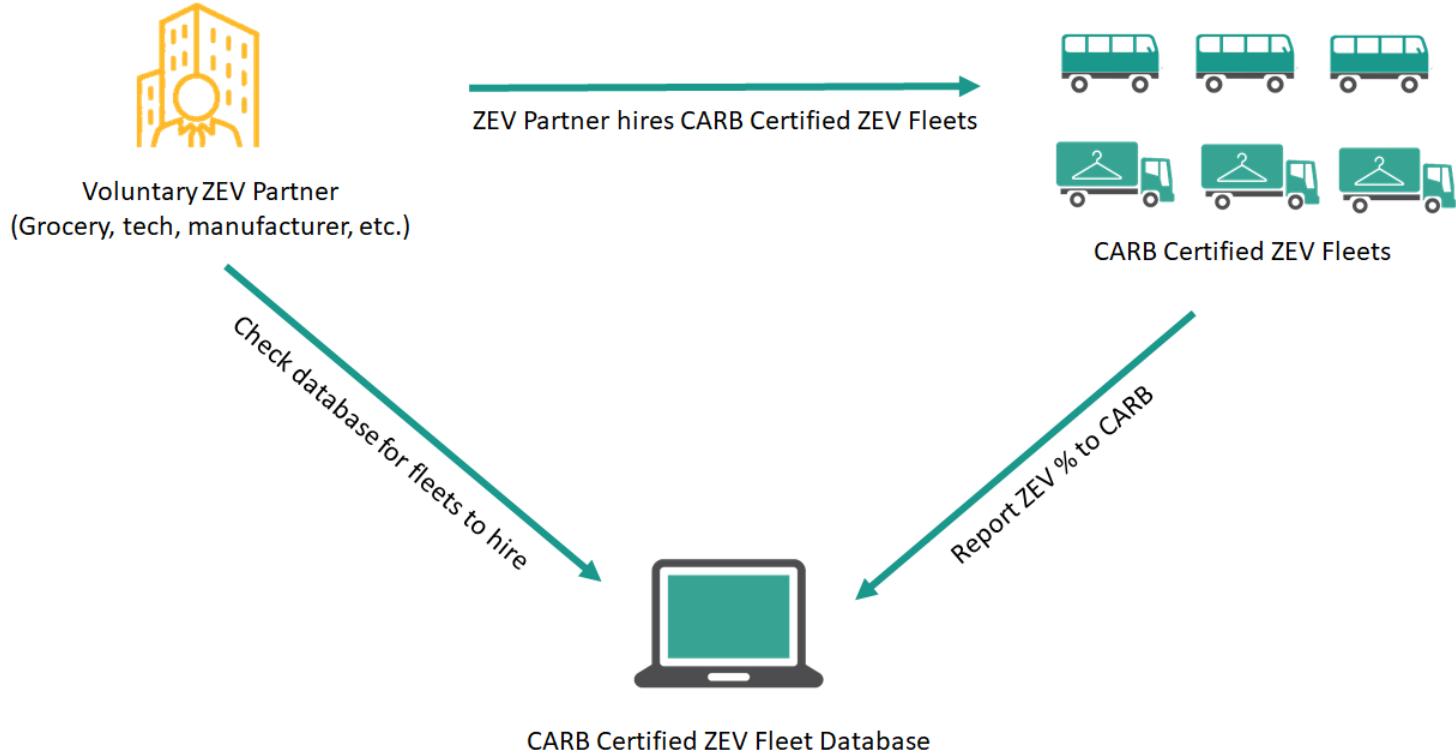 ZEV Partner hires CARB Certified ZEV Fleets
Voluntary ZEV Partner
(Grocery, tech, manufacturer, etc.)
CARB Certified ZEV Fleets
Check database for fleets to hire
Report ZEV % to CARB
CARB Certified ZEV Fleet Database